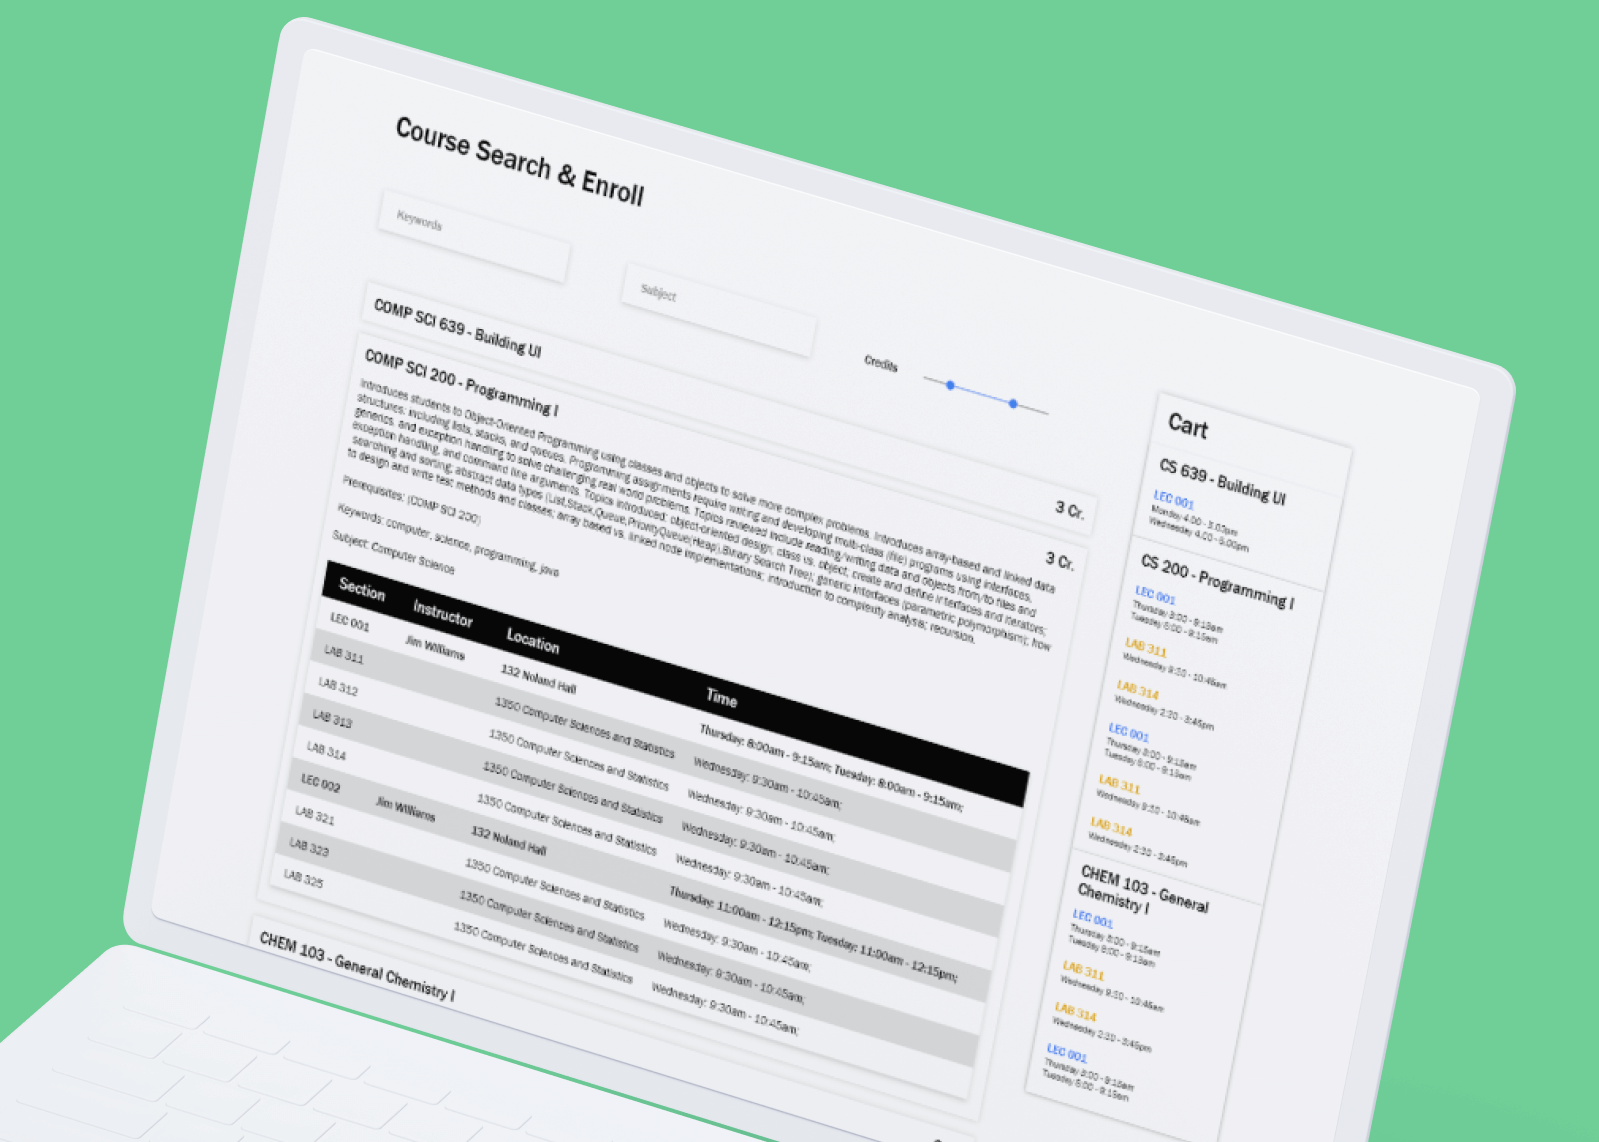 Course Search & Enroll
Keywords
Subject
Credits
COMP SCI 639 - Building UI
3 Cr.
COMP SCI 200 - Programming I
3 Cr.
Introduces students to Object-Oriented Programming using classes and objects to solve more complex problems. Introduces array-based and linked data
structures: including lists, stacks, and queues. Programming assignments require writing and developing multi-class (file) programs using interfaces,
generics, and exception handling to solve challenging real world problems. Topics reviewed include reading/writing data and objects from/to files and
exception handling, and command line arguments. Topics introduced: object-oriented design; class vs. object; create and define interfaces and iterators;
searching and sorting; abstract data types (List,Stack,Queue,PriorityQueue(Heap),Binary Search Tree); generic interfaces (parametric polymorphism); how
to design and write test methods and classes; array based vs. linked node implementations; introduction to complexity analysis; recursion.
Prerequisites: (COMP SCI 200)
Keywords: computer, science, programming, java
Subject: Computer Science
Section Instructor Location Time
LEC 001 Jim Williams 132 Noland Hall Thursday: 8:00am - 9:15am; Tuesday: 8:00am - 9:15am;
LAB 311 1350 Computer Sciences and Statistics Wednesday: 9:30am - 10:45am;
LAB 312 1350 Computer Sciences and Statistics Wednesday: 9:30am - 10:45am;
LAB 313 1350 Computer Sciences and Statistics Wednesday: 9:30am - 10:45am;
LAB 314 1350 Computer Sciences and Statistics Wednesday: 9:30am - 10:45am;
LEC 002 Jim Williams 132 Noland Hall Thursday: 11:00am - 12:15pm; Tuesday: 11:00am - 12:15pm;
LAB 321 1350 Computer Sciences and Statistics Wednesday: 9:30am - 10:45am;
LAB 323 1350 Computer Sciences and Statistics Wednesday: 9:30am - 10:45am;
LAB 325 1350 Computer Sciences and Statistics Wednesday: 9:30am - 10:45am;
CHEM 103 - General Chemistry I
Cart
CS 639 - Building UI
LEC 001
Monday 4:00 - 5:00pm
Wednesday 4:00 - 5:00pm
CS 200 - Programming I
LEC 001
Thursday 8:00 - 9:15am
Tuesday 8:00 - 9:15am
LAB 311
Wednesday 9:30 - 10:45am
LAB 314
Wednesday 2:30 - 3:45pm
LEC 001
Thursday 8:00 - 9:15am
Tuesday 8:00 - 9:15am
LAB 311
Wednesday 9:30 - 10:45am
LAB 314
Wednesday 2:30 - 3:45pm
CHEM 103 - General
Chemistry I
LEC 001
Thursday 8:00 - 9:15am
Tuesday 8:00 - 9:15am
LAB 311
Wednesday 9:30 - 10:45am
LAB 314
Wednesday 2:30 - 3:45pm
LEC 001
Thursday 8:00 - 9:15am
Tuesday 8:00 - 9:15am